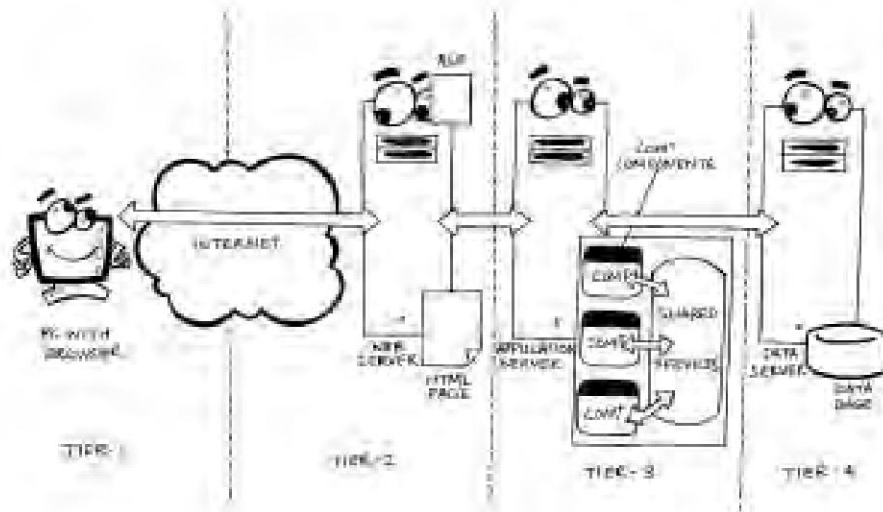 COM+
COMPONENTS
INTERNET
COM+
SHARED
PC WITH
BROWSER
WEB
SERVER
HTML
PAGE
APPLICATION
SERVER
COM+
SERVICES
DATA
SERVER
COM+
DATA
BASE
TIER-1
TIER-2
TIER-3
TIER-4